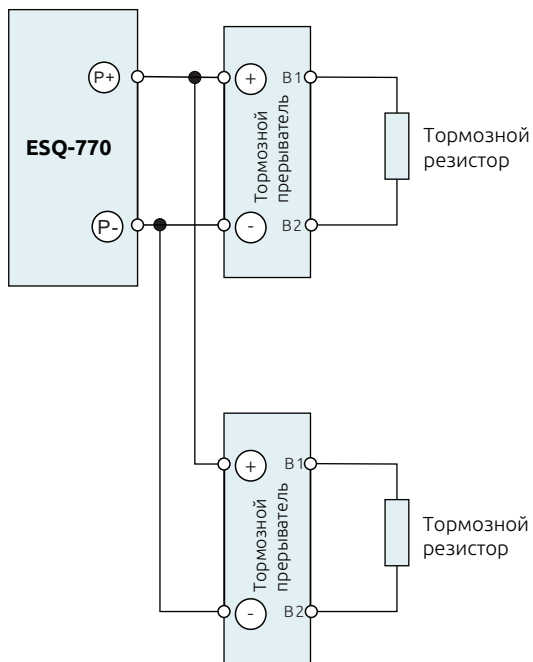 P+
ESQ-770
P-
+
Тормозной
прерыватель
-
B1
B2
Тормозной
резистор
+
Тормозной
прерыватель
-
B1
B2
Тормозной
резистор